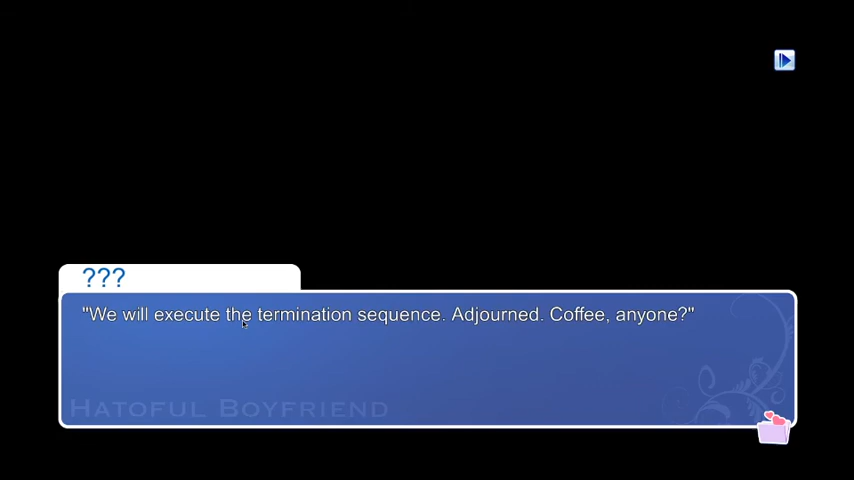 ???
"We will execute the termination sequence. Adjourned. Coffee, anyone?"
HATOFUL BOYFRIEND